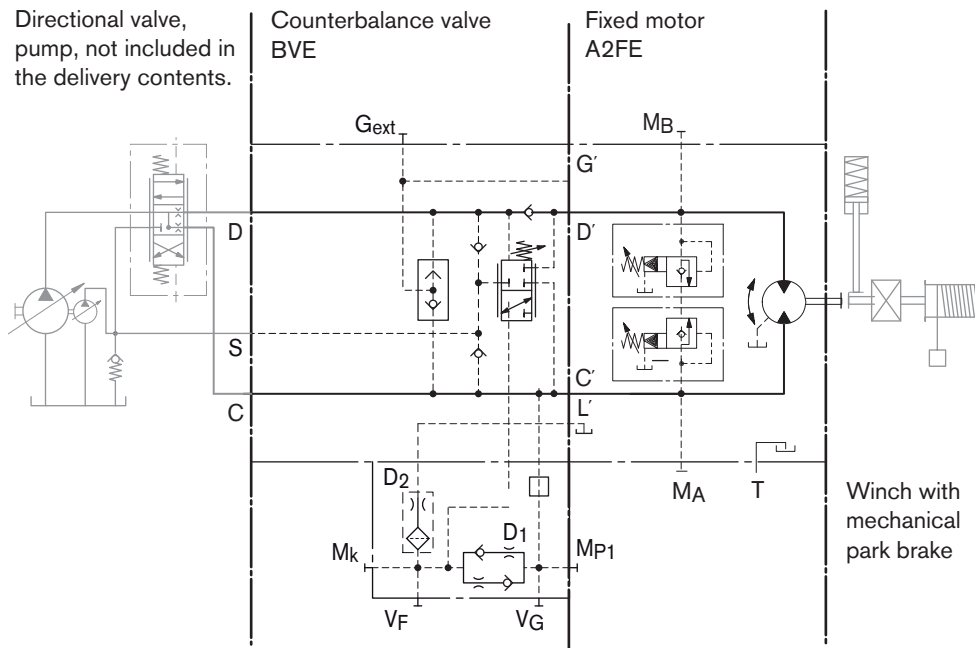 Directional valve,
pump, not included in
the delivery contents.
Counterbalance valve
BVE
Fixed motor
A2FE
Gext
MB
G′
D
D′
S
C′
C
L′
D2
MA
T
Winch with
mechanical
park brake
D1
Mk
MP1
VF
VG